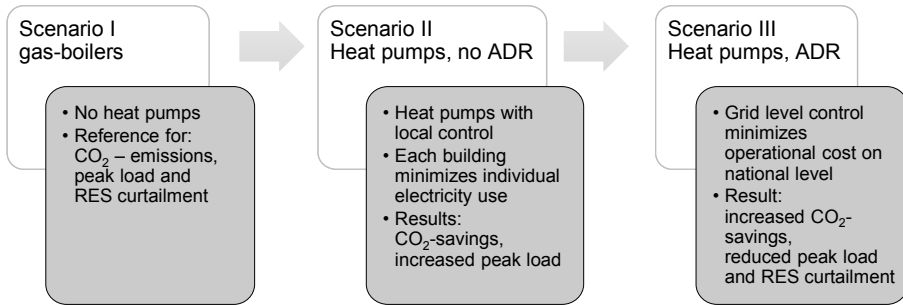 Scenario I
gas-boilers
• No heat pumps
• Reference for:
CO₂ – emissions,
peak load and
RES curtailment
Scenario II
Heat pumps, no ADR
• Heat pumps with
local control
• Each building
minimizes individual
electricity use
• Results:
CO₂-savings,
increased peak load
Scenario III
Heat pumps, ADR
• Grid level control
minimizes
operational cost on
national level
• Result:
increased CO₂-
savings,
reduced peak load
and RES curtailment